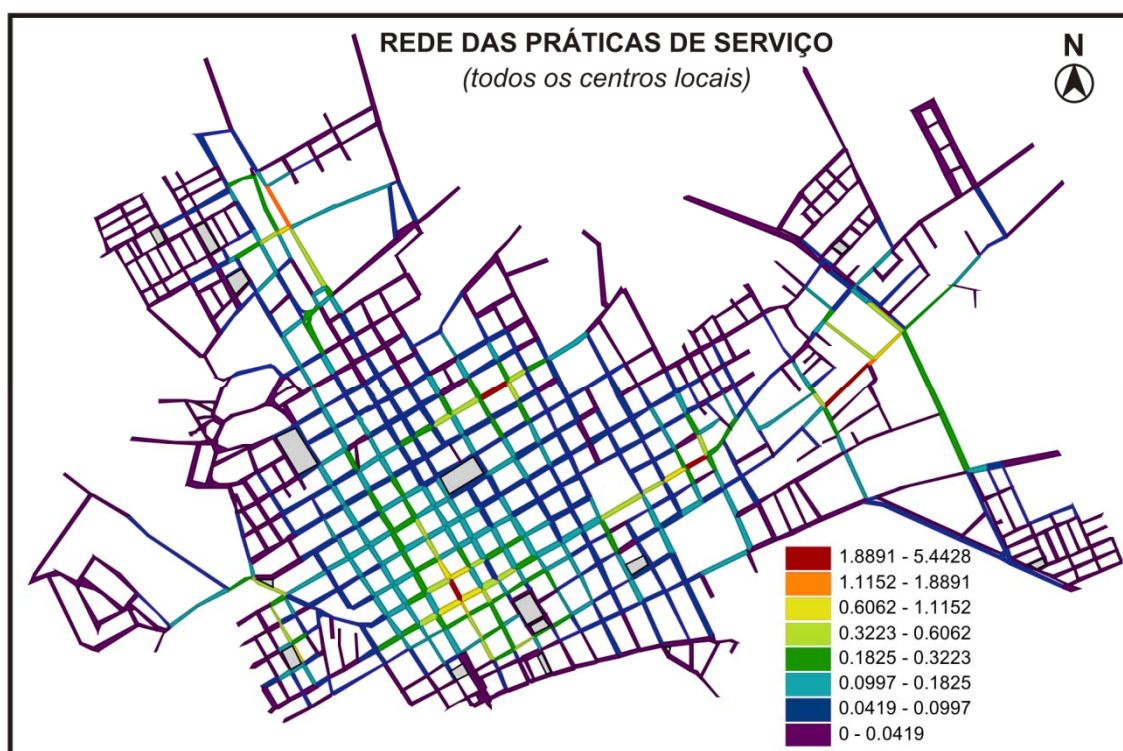 REDE DAS PRÁTICAS DE SERVIÇO
(todos os centros locais)
N
1.8891 - 5.4428
1.1152 - 1.8891
0.6062 - 1.1152
0.3223 - 0.6062
0.1825 - 0.3223
0.0997 - 0.1825
0.0419 - 0.0997
0 - 0.0419